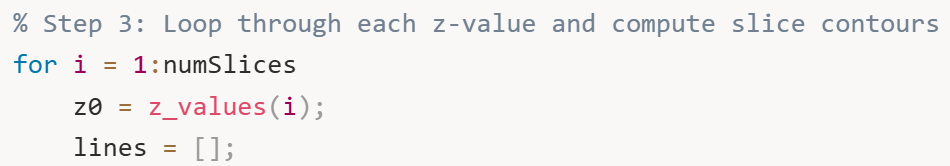 % Step 3: Loop through each z-value and compute slice contours
for i = 1:numSlices
    z0 = z_values(i);
    lines = [];